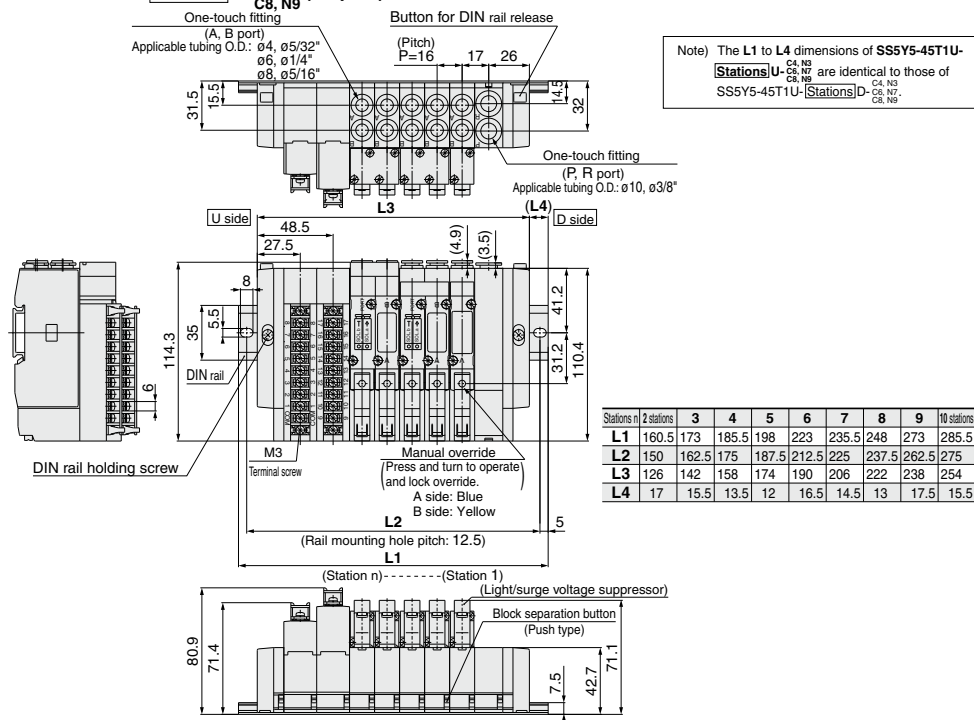 C8, N9
One-touch fitting
(A, B port)
Applicable tubing O.D.: ø4, ø5/32"
ø6, ø1/4"
ø8, ø5/16"
Button for DIN rail release
(Pitch)
P=16
17
26
31.5
15.5
14.5
32
One-touch fitting
(P, R port)
Applicable tubing O.D.: ø10, ø3/8"
Note) The L1 to L4 dimensions of SS5Y5-45T1U-
Stations U- C4, N3 C6, N7 C8, N9 are identical to those of
SS5Y5-45T1U- Stations D- C4, N3 C6, N7 C8, N9.
U side
L3
(L4)
D side
48.5
27.5
(4.9)
(3.5)
8
5.5
35
114.3
41.2
31.2
110.4
6
DIN rail
DIN rail holding screw
M3
Terminal screw
Manual override
(Press and turn to operate
and lock override.)
A side: Blue
B side: Yellow
L2
5
(Rail mounting hole pitch: 12.5)
L1
Stations n 2 stations 3 4 5 6 7 8 9 10 stations
L1 160.5 173 185.5 198 223 235.5 248 273 285.5
L2 150 162.5 175 187.5 212.5 225 237.5 262.5 275
L3 126 142 158 174 190 206 222 238 254
L4 17 15.5 13.5 12 16.5 14.5 13 17.5 15.5
(Station n)--------(Station 1)
(Light/surge voltage suppressor)
Block separation button
(Push type)
80.9
71.4
7.5
42.7
71.1